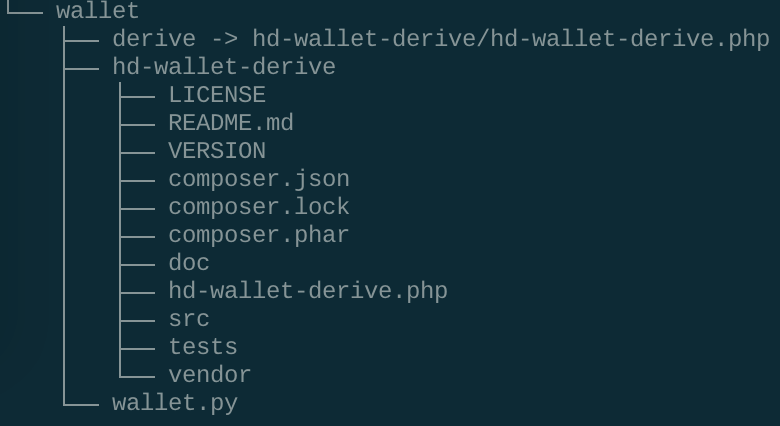 └── wallet
    ├── derive -> hd-wallet-derive/hd-wallet-derive.php
    ├── hd-wallet-derive
    │   ├── LICENSE
    │   ├── README.md
    │   ├── VERSION
    │   ├── composer.json
    │   ├── composer.lock
    │   ├── composer.phar
    │   ├── doc
    │   ├── hd-wallet-derive.php
    │   ├── src
    │   ├── tests
    │   └── vendor
    └── wallet.py